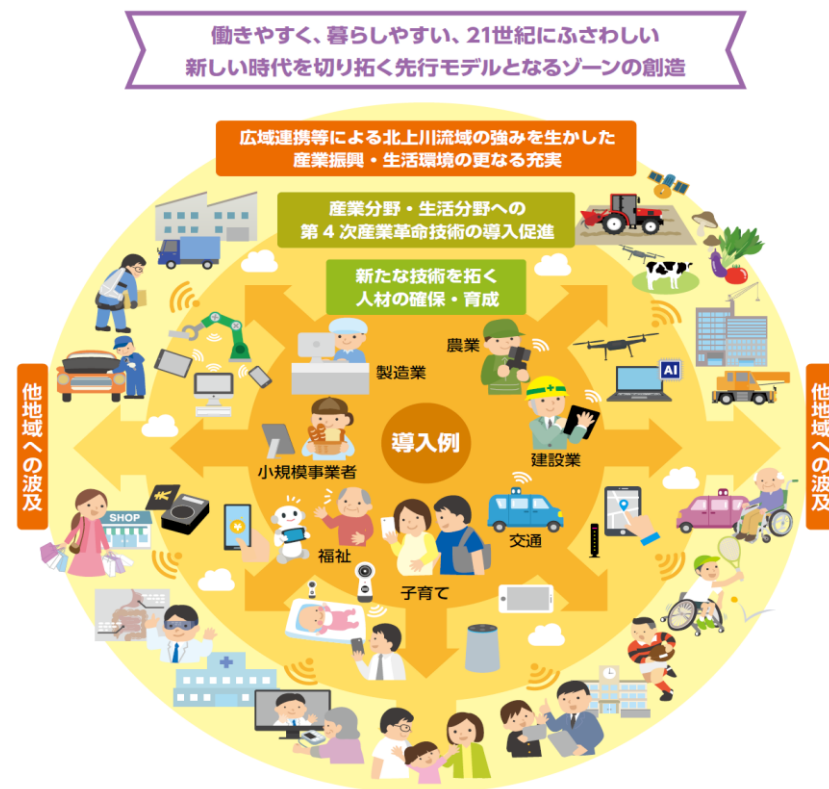 働きやすく、暮らしやすい、21世紀にふさわしい
新しい時代を切り拓く先行モデルとなるゾーンの創造
広域連携等による北上川流域の強みを生かした
産業振興・生活環境の更なる充実
産業分野・生活分野への
第4次産業革命技術の導入促進
新たな技術を拓く
人材の確保・育成
製造業
農業
AI
他地域への波及
導入例
小規模事業者
建設業
他地域への波及
SHOP
福祉
交通
子育て